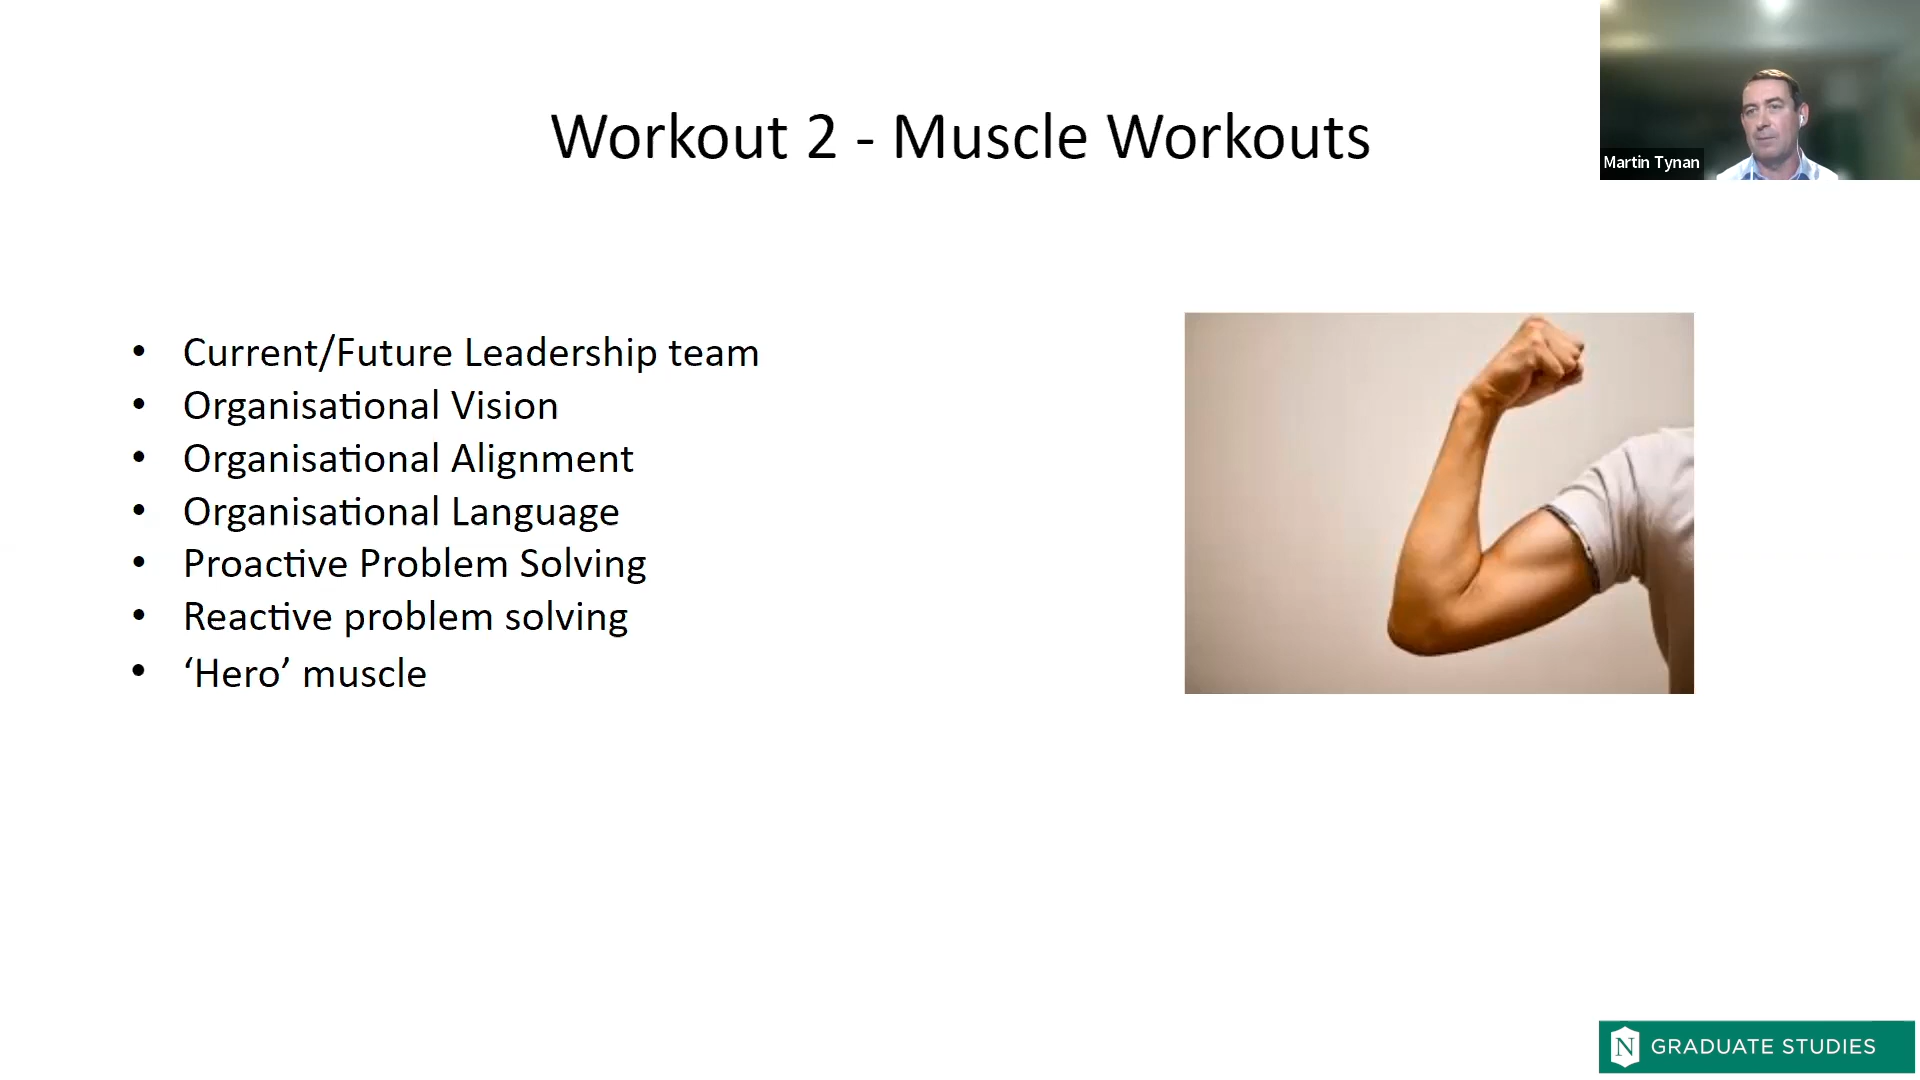 Workout 2 - Muscle Workouts
Martin Tynan
• Current/Future Leadership team
• Organisational Vision
• Organisational Alignment
• Organisational Language
• Proactive Problem Solving
• Reactive problem solving
• ‘Hero’ muscle
N GRADUATE STUDIES